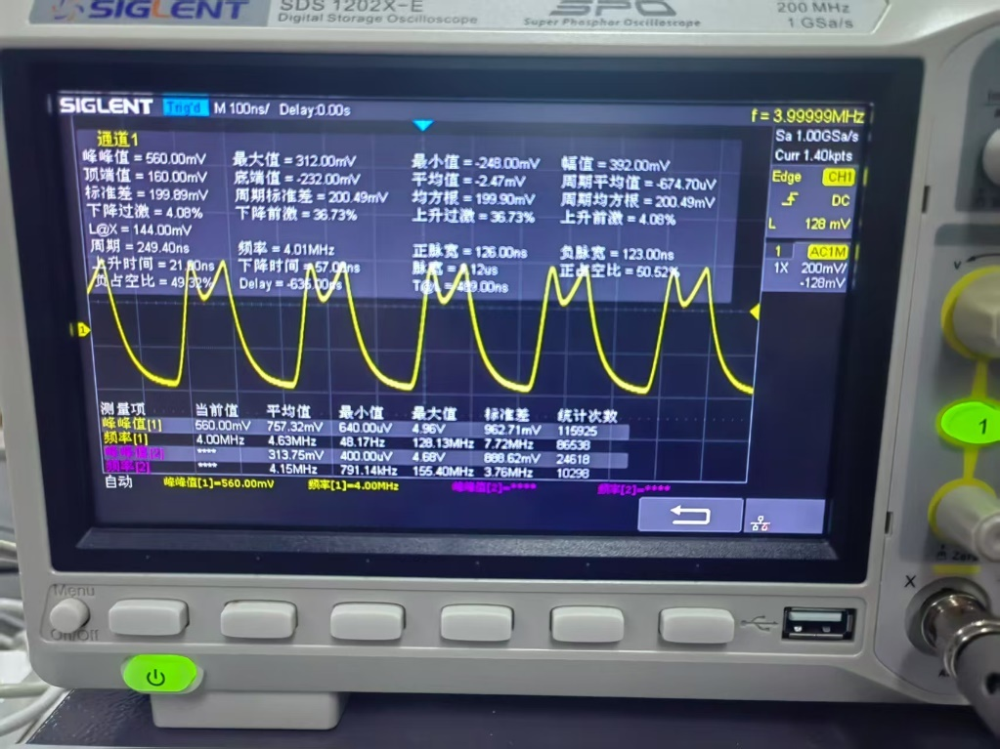 SIGLENT SDS 1202X-E SPO 200 MHz
Digital Storage Oscilloscope Super Phosphor Oscilloscope 1 GSa/s
SIGLENT Trig'd M 100ns/ Delay:0.00s f = 3.99999MHz
Sa 1.00GSa/s
Curr 1.40kpts
Edge CH1
DC
L 128 mV
1 AC1M
1X 200mV/
-128mV
通道1
峰峰值 = 560.00mV 最大值 = 312.00mV 最小值 = -248.00mV 幅值 = 392.00mV
顶端值 = 160.00mV 底端值 = -232.00mV 平均值 = -2.47mV 周期平均值 = -674.70uV
标准差 = 199.89mV 周期标准差 = 200.49mV 均方根 = 199.90mV 周期均方根 = 200.49mV
下降过激 = 4.08% 下降前激 = 36.73% 上升过激 = 36.73% 上升前激 = 4.08%
L@X = 144.00mV
周期 = 249.40ns 频率 = 4.01MHz 正脉宽 = 126.00ns 负脉宽 = 123.00ns
上升时间 = 21.80ns 下降时间 = 57.00ns 脉宽 = 12us 正占空比 = 50.52%
负占空比 = 49.32% Delay = -635.00ns
测量项 当前值 平均值 最小值 最大值 标准差 统计次数
峰峰值[1] 560.00mV 757.32mV 640.00uV 4.96V 962.71mV 115925
频率[1] 4.00MHz 4.63MHz 48.17Hz 128.13MHz 7.72MHz 86538
峰峰值[2] **** 313.75mV 400.00uV 4.68V 888.62mV 24618
频率[2] **** 4.15MHz 791.14kHz 155.40MHz 3.76MHz 10298
自动 峰峰值[1]=560.00mV 频率[1]=4.00MHz 峰峰值[2]=**** 频率[2]=****
Menu
On/Off
1
X